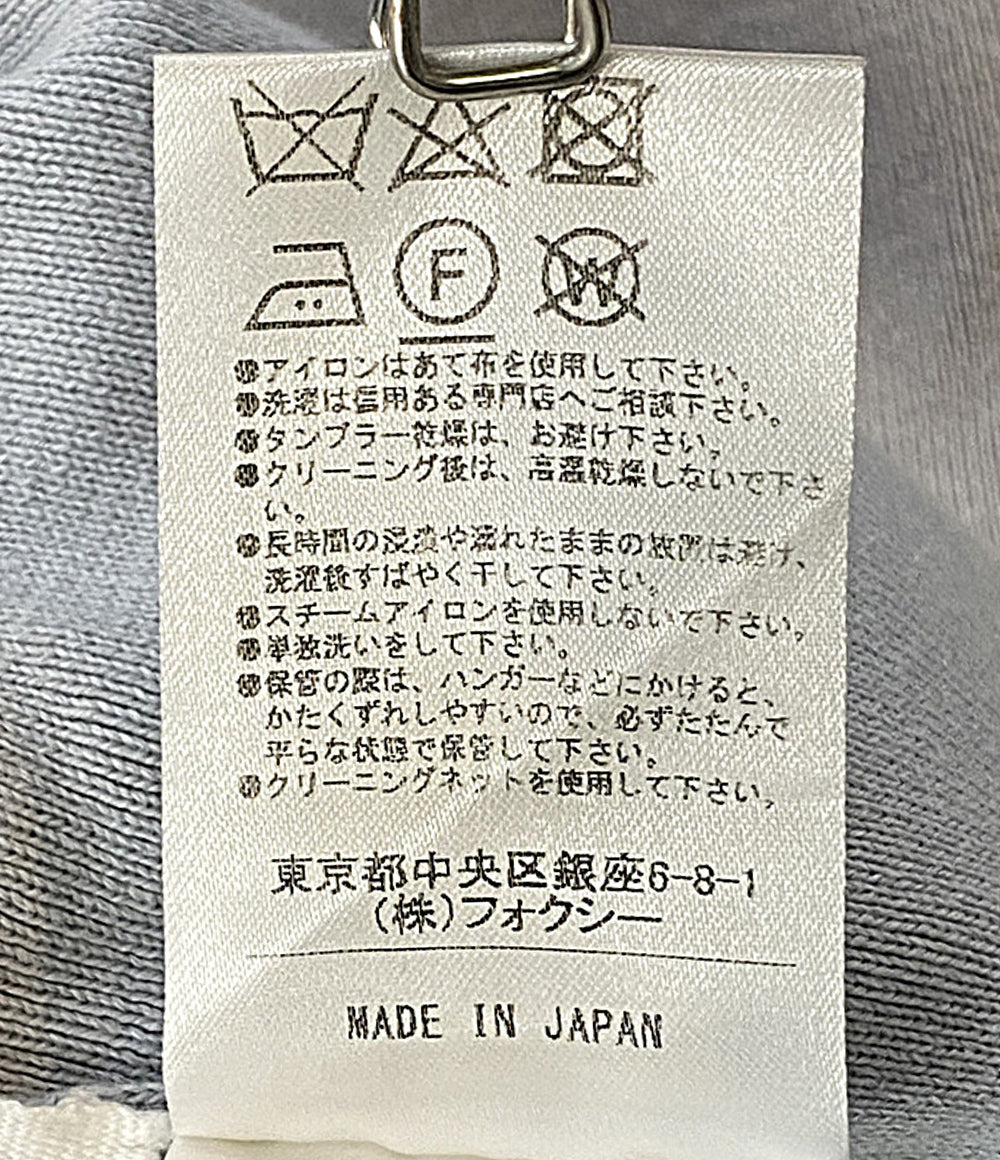 F
W
●アイロンはあて布を使用して下さい。
●洗濯は信用ある専門店へご相談下さい。
●タンブラー乾燥は、お避け下さい。
●クリーニング後は、高温乾燥しないで下さ
い。
●長時間の浸漬や濡れたままの放置は避け、
洗濯後すばやく干して下さい。
●スチームアイロンを使用しないで下さい。
●単独洗いをして下さい。
●保管の際は、ハンガーなどにかけると、
かたくずれしやすいので、必ずたたんで
平らな状態で保管して下さい。
●クリーニングネットを使用して下さい。
東京都中央区銀座6-8-1
(株)フォクシー
MADE IN JAPAN